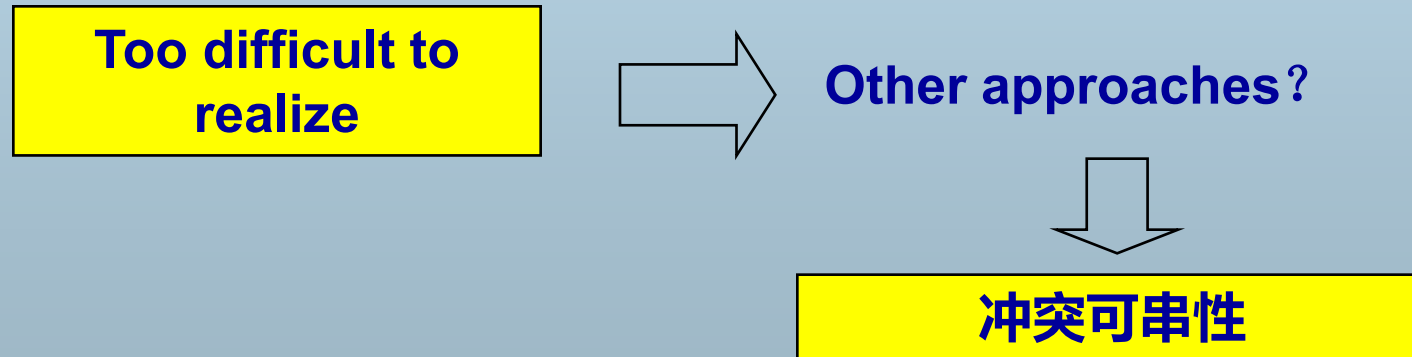 Too difficult to
realize
Other approaches？
冲突可串性